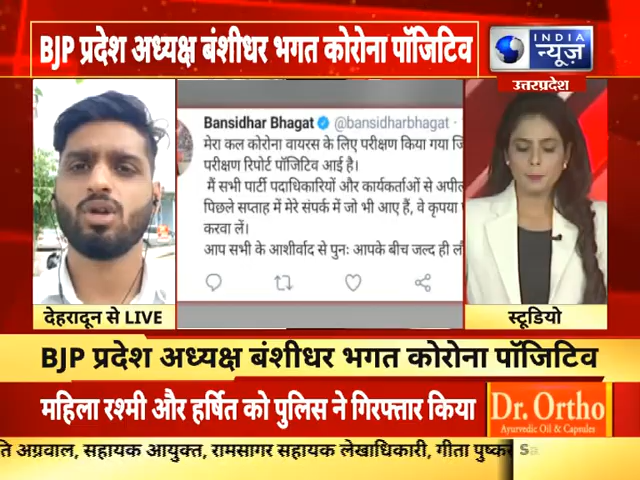 BJP प्रदेश अध्यक्ष बंशीधर भगत कोरोना पॉजिटिव
INDIA
न्यूज़
उत्तरप्रदेश
Bansidhar Bhagat @bansidharbhagat ·
मेरा कल कोरोना वायरस के लिए परीक्षण किया गया
परीक्षण रिपोर्ट पॉजिटिव आई है।
मैं सभी पार्टी पदाधिकारियों और कार्यकर्ताओं से
पिछले सप्ताह में मेरे संपर्क में जो भी आए हैं, वे कृपया
करवा लें।
आप सभी के आशीर्वाद से पुनः आपके बीच जल्द ही
देहरादून से LIVE
स्टूडियो
BJP प्रदेश अध्यक्ष बंशीधर भगत कोरोना पॉजिटिव
महिला रश्मी और हर्षित को पुलिस ने गिरफ्तार किया
Dr. Ortho
Ayurvedic Oil & Capsules
ति अग्रवाल, सहायक आयुक्त, रामसागर सहायक लेखाधिकारी, गीता